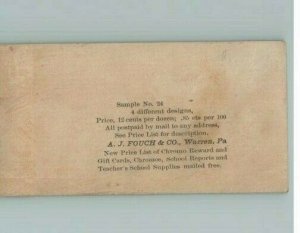 Sample No. 24
4 different designs,
Price, 12 cents per dozen; .85 cts per 100
All postpaid by mail to any address,
See Price List for description.
A. J. FOUCH & CO., Warren, Pa
New Price List of Chromo Reward and
Gift Cards, Chromos, School Reports and
Teacher's School Supplies mailed free.